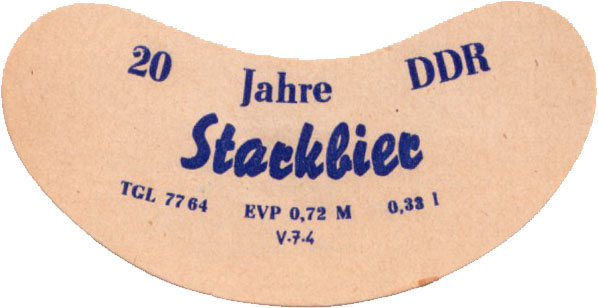 20 Jahre DDR
Starkbier
TGL 7764 EVP 0,72 M 0,33 l
V-7-4